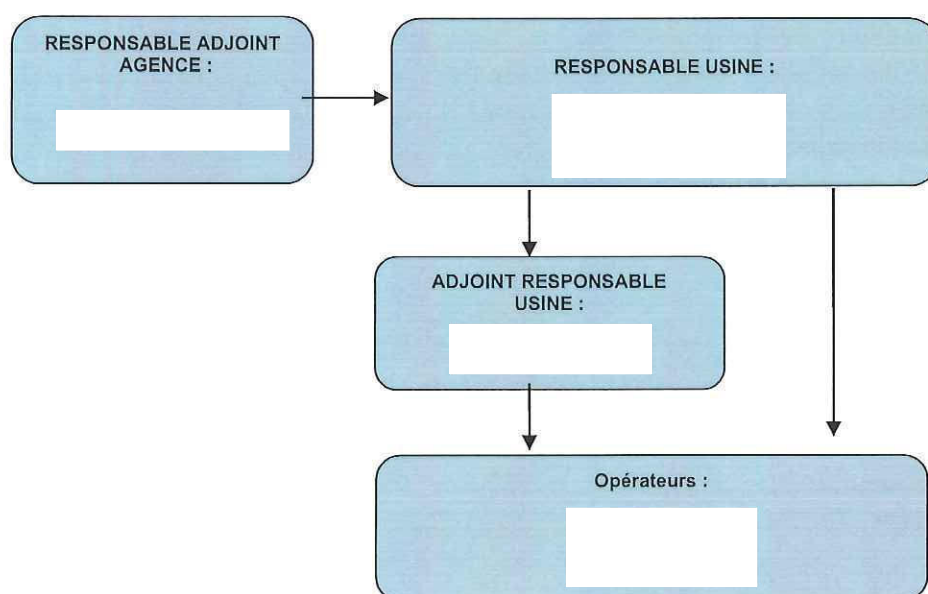 RESPONSABLE ADJOINT
AGENCE :
RESPONSABLE USINE :
ADJOINT RESPONSABLE
USINE :
Opérateurs :